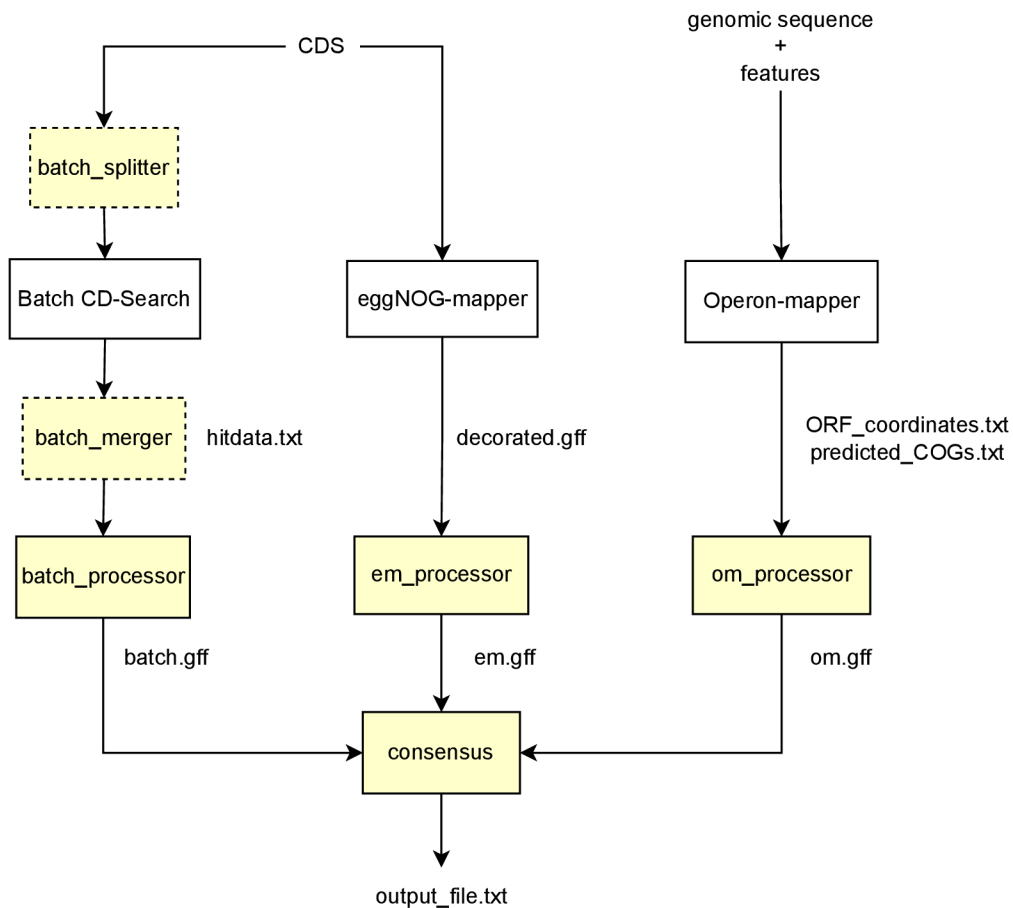 CDS
genomic sequence
+
features
batch_splitter
Batch CD-Search
eggNOG-mapper
Operon-mapper
batch_merger
hitdata.txt
decorated.gff
ORF_coordinates.txt
predicted_COGs.txt
batch_processor
em_processor
om_processor
batch.gff
em.gff
om.gff
consensus
output_file.txt